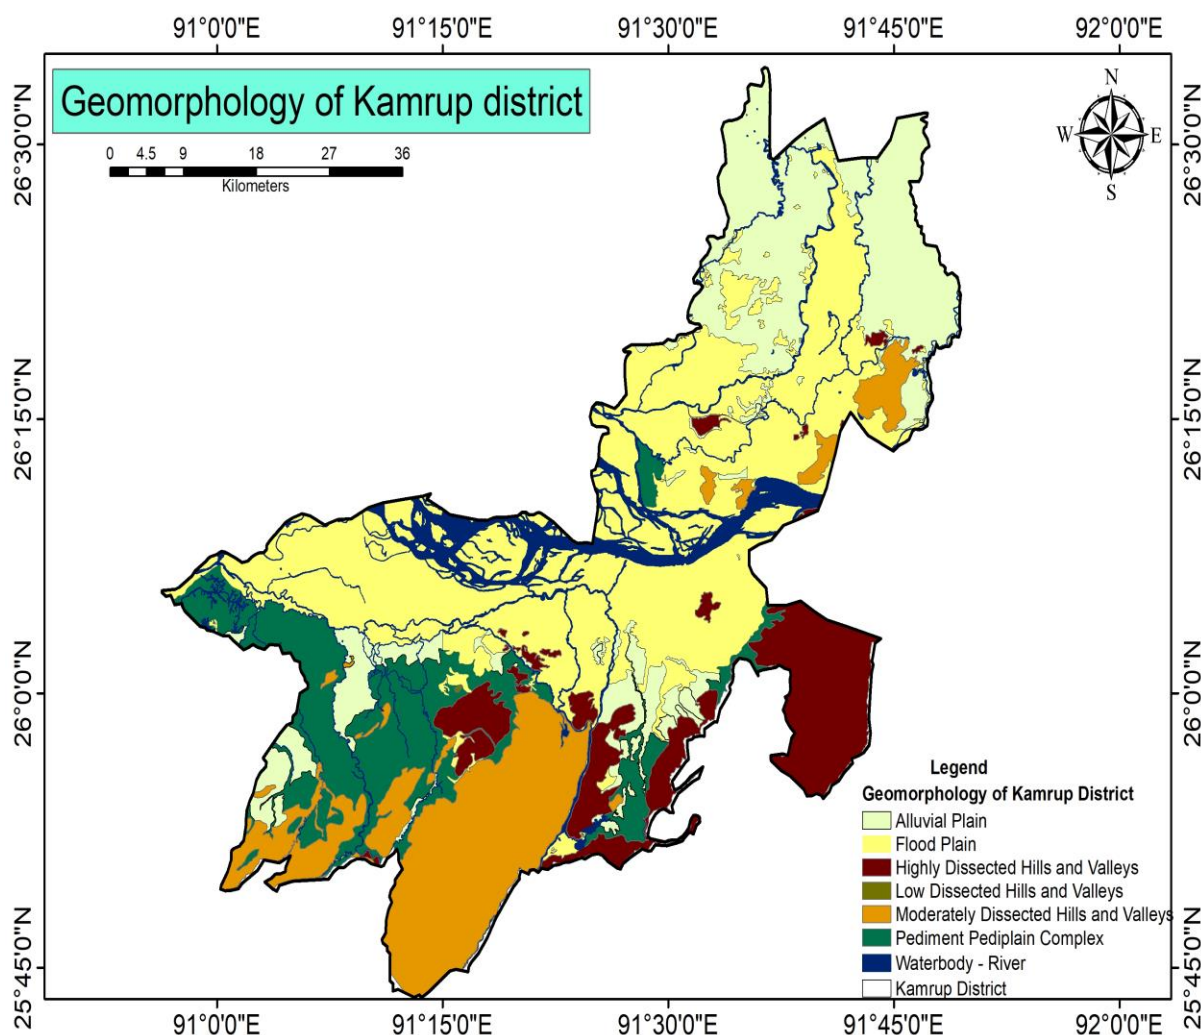 91°0'0"E 91°15'0"E 91°30'0"E 91°45'0"E 92°0'0"E
Geomorphology of Kamrup district
0 4.5 9 18 27 36
Kilometers
N
W E
S
26°30'0"N 26°30'0"N
26°15'0"N 26°15'0"N
26°0'0"N 26°0'0"N
25°45'0"N 25°45'0"N
Legend
Geomorphology of Kamrup District
Alluvial Plain
Flood Plain
Highly Dissected Hills and Valleys
Low Dissected Hills and Valleys
Moderately Dissected Hills and Valleys
Pediment Pediplain Complex
Waterbody - River
Kamrup District
91°0'0"E 91°15'0"E 91°30'0"E 91°45'0"E 92°0'0"E